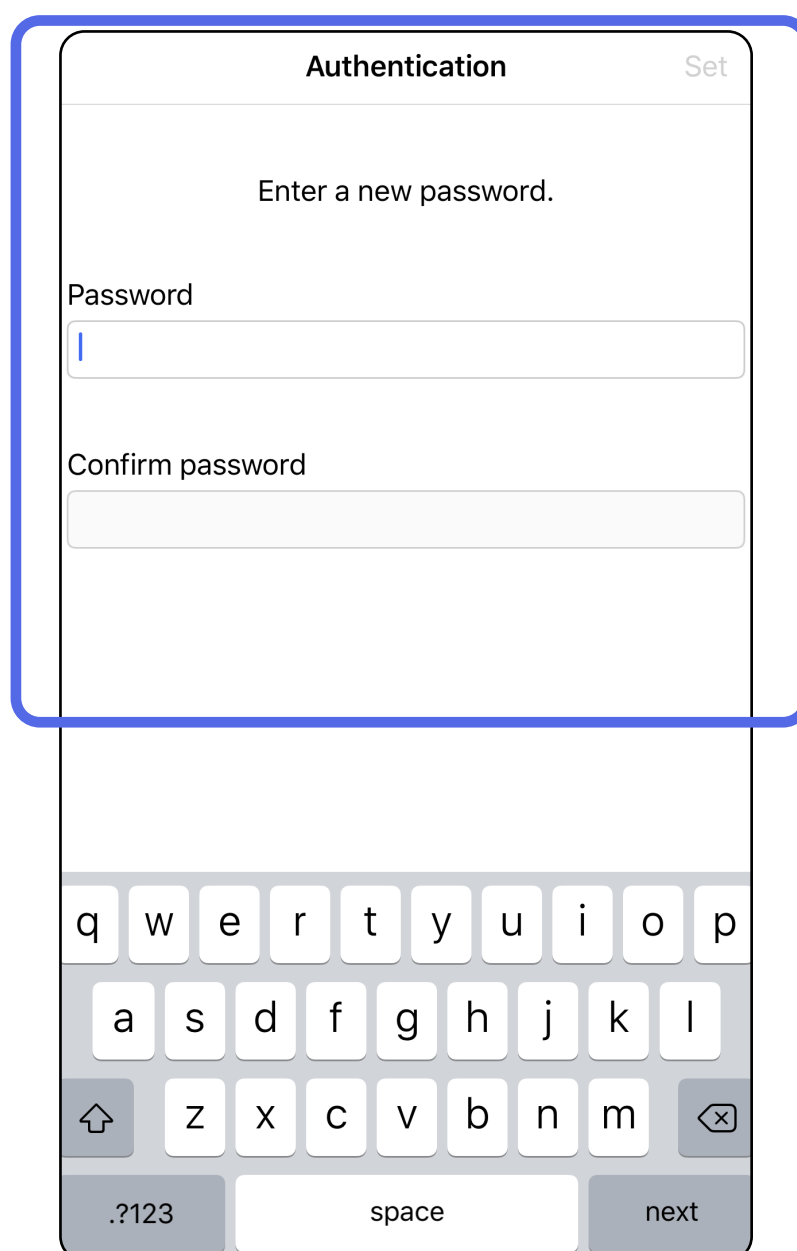 Authentication Set
Enter a new password.
Password
Confirm password
q w e r t y u i o p
a s d f g h j k l
z x c v b n m
.?123 space next